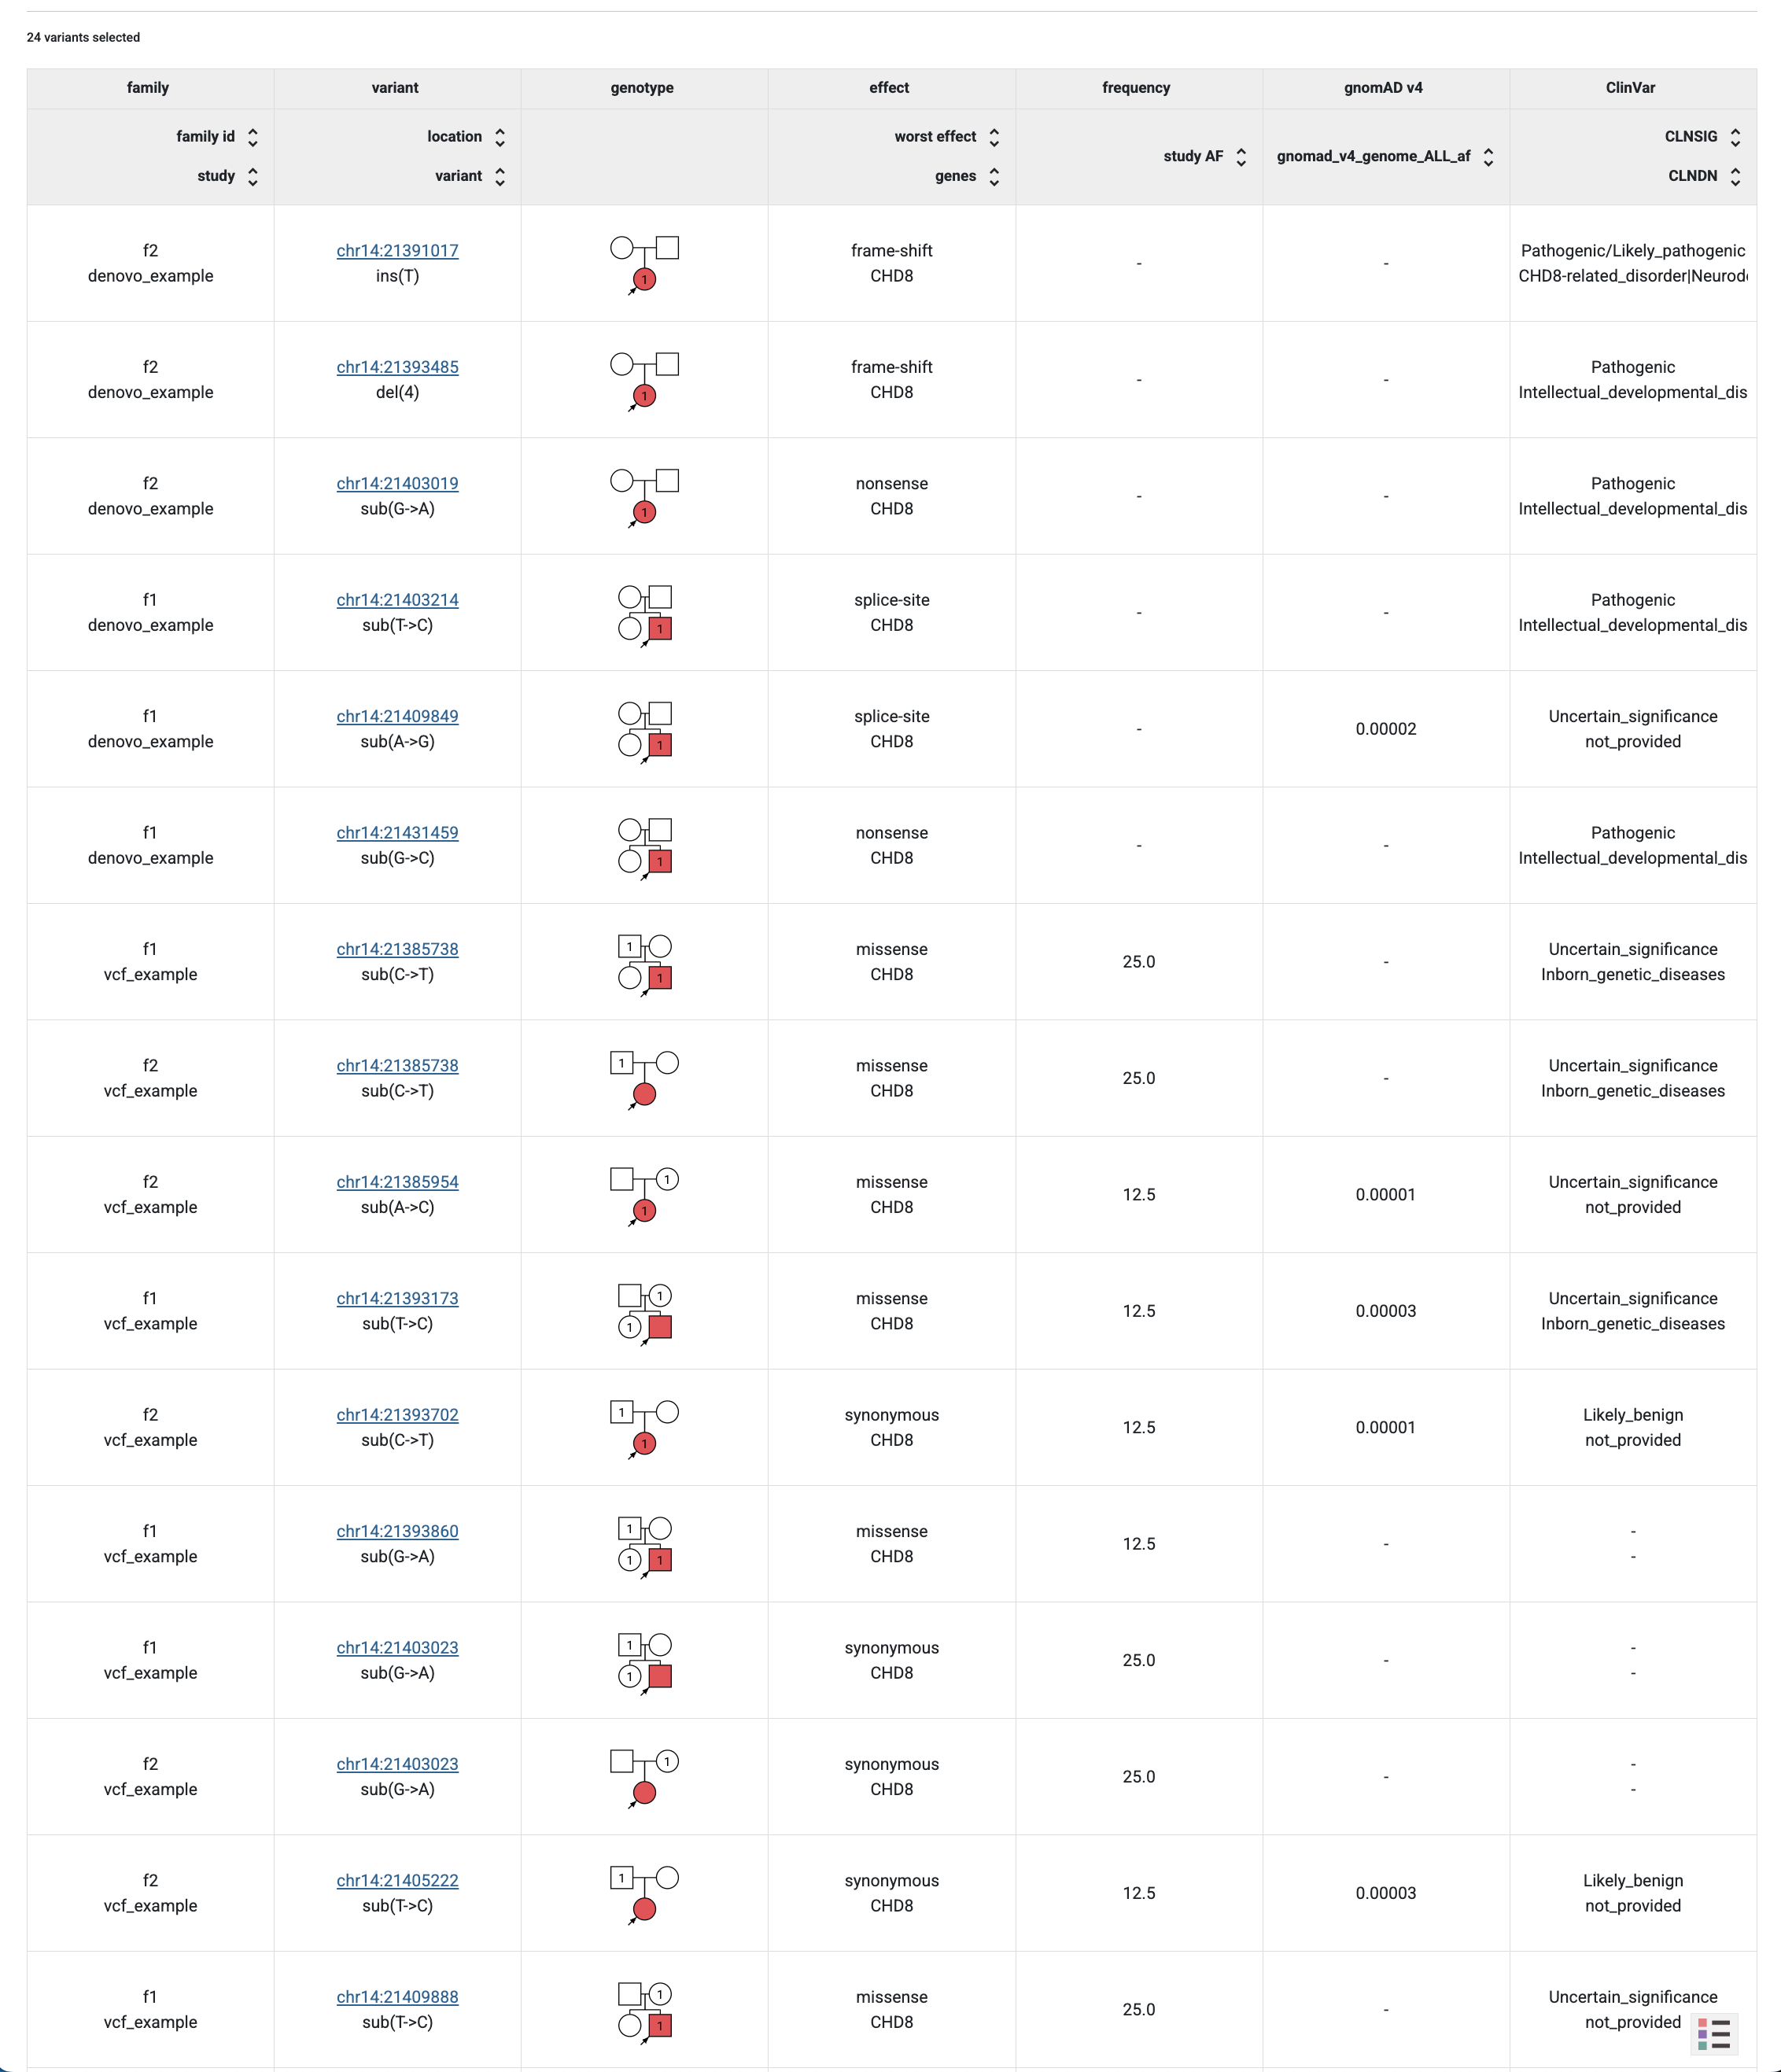 24 variants selected
family variant genotype effect frequency gnomAD v4 ClinVar
family id location worst effect CLNSIG
study AF gnomad_v4_genome_ALL_af
study variant genes CLNDN
f2 chr14:21391017 frame-shift Pathogenic/Likely_pathogenic
1 - -
denovo_example ins(T) CHD8 CHD8-related_disorder|Neurod
f2 chr14:21393485 frame-shift Pathogenic
1 - -
denovo_example del(4) CHD8 Intellectual_developmental_dis
f2 chr14:21403019 nonsense Pathogenic
1 - -
denovo_example sub(G->A) CHD8 Intellectual_developmental_dis
f1 chr14:21403214 splice-site Pathogenic
1 - -
denovo_example sub(T->C) CHD8 Intellectual_developmental_dis
f1 chr14:21409849 splice-site Uncertain_significance
1 - 0.00002
denovo_example sub(A->G) CHD8 not_provided
f1 chr14:21431459 nonsense Pathogenic
1 - -
denovo_example sub(G->C) CHD8 Intellectual_developmental_dis
f1 chr14:21385738 1 missense Uncertain_significance
25.0 -
vcf_example sub(C->T) 1 CHD8 Inborn_genetic_diseases
f2 chr14:21385738 1 missense Uncertain_significance
25.0 -
vcf_example sub(C->T) CHD8 Inborn_genetic_diseases
f2 chr14:21385954 1 missense Uncertain_significance
12.5 0.00001
vcf_example sub(A->C) 1 CHD8 not_provided
f1 chr14:21393173 1 missense Uncertain_significance
12.5 0.00003
vcf_example sub(T->C) 1 CHD8 Inborn_genetic_diseases
f2 chr14:21393702 1 synonymous Likely_benign
12.5 0.00001
vcf_example sub(C->T) 1 CHD8 not_provided
f1 chr14:21393860 1 missense -
12.5 -
vcf_example sub(G->A) 1 1 CHD8 -
f1 chr14:21403023 1 synonymous -
25.0 -
vcf_example sub(G->A) 1 CHD8 -
f2 chr14:21403023 1 synonymous -
25.0 -
vcf_example sub(G->A) CHD8 -
f2 chr14:21405222 1 synonymous Likely_benign
12.5 0.00003
vcf_example sub(T->C) CHD8 not_provided
f1 chr14:21409888 1 missense Uncertain_significance
25.0 -
vcf_example sub(T->C) 1 CHD8 not_provided